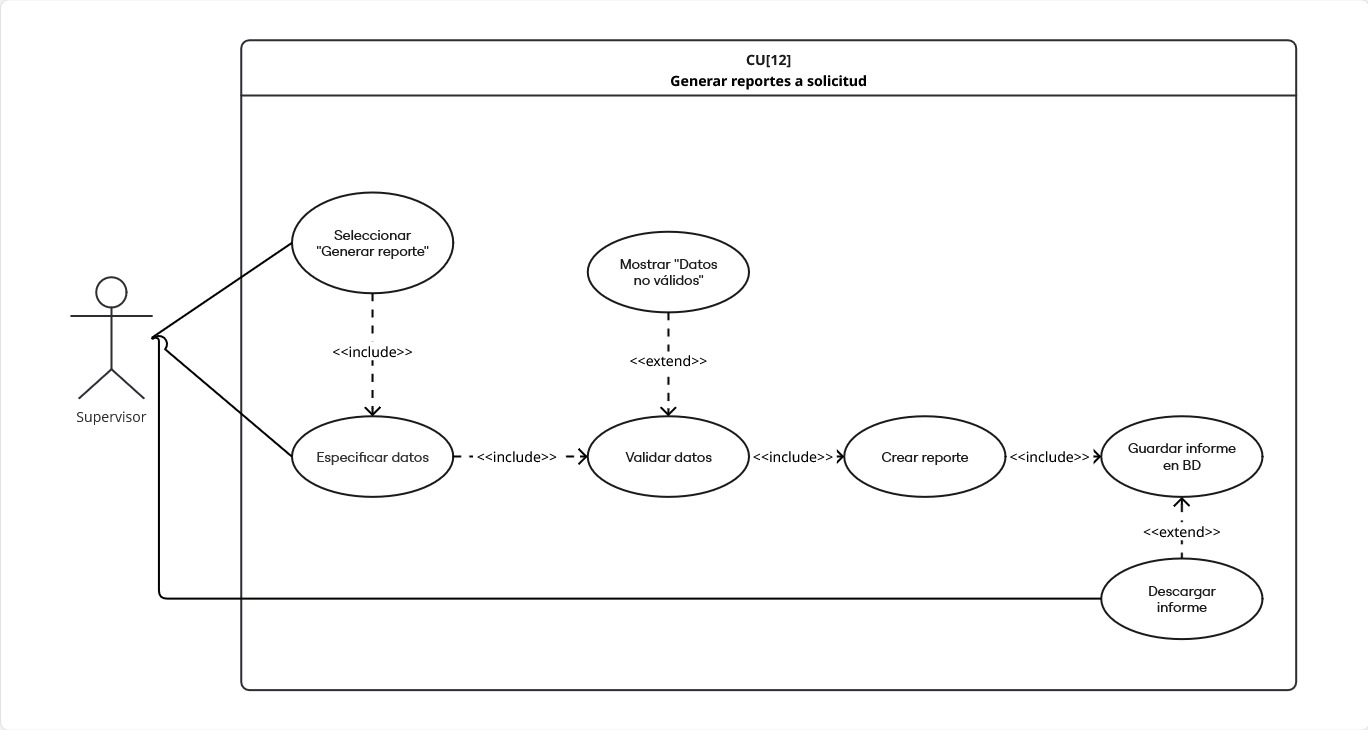 CU[12]
Generar reportes a solicitud
Seleccionar
"Generar reporte"
Mostrar "Datos
no válidos"
<<include>>
<<extend>>
Supervisor
Especificar datos
<<include>>
Validar datos
<<include>>
Crear reporte
<<include>>
Guardar informe
en BD
<<extend>>
Descargar
informe